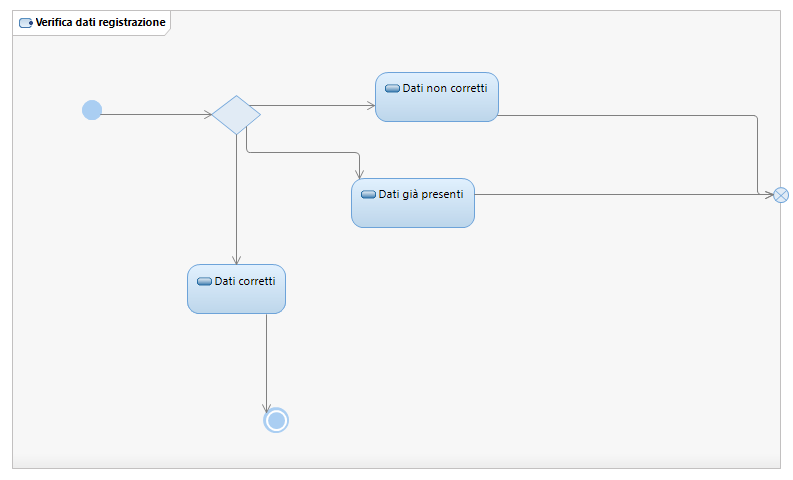 Verifica dati registrazione
Dati non corretti
Dati già presenti
Dati corretti